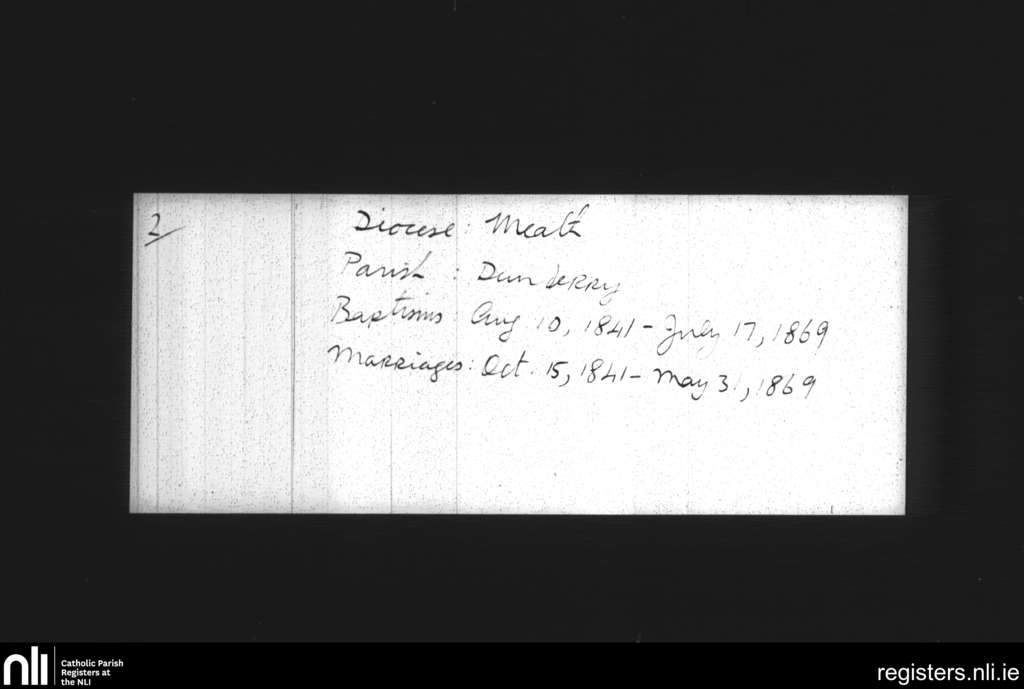 2
Diocese: Meath
Parish : Dunderry
Baptisms: Aug 10, 1841 - July 17, 1869
Marriages: Oct. 15, 1841 - May 31, 1869
nli
Catholic Parish
Registers at
the NLI
registers.nli.ie